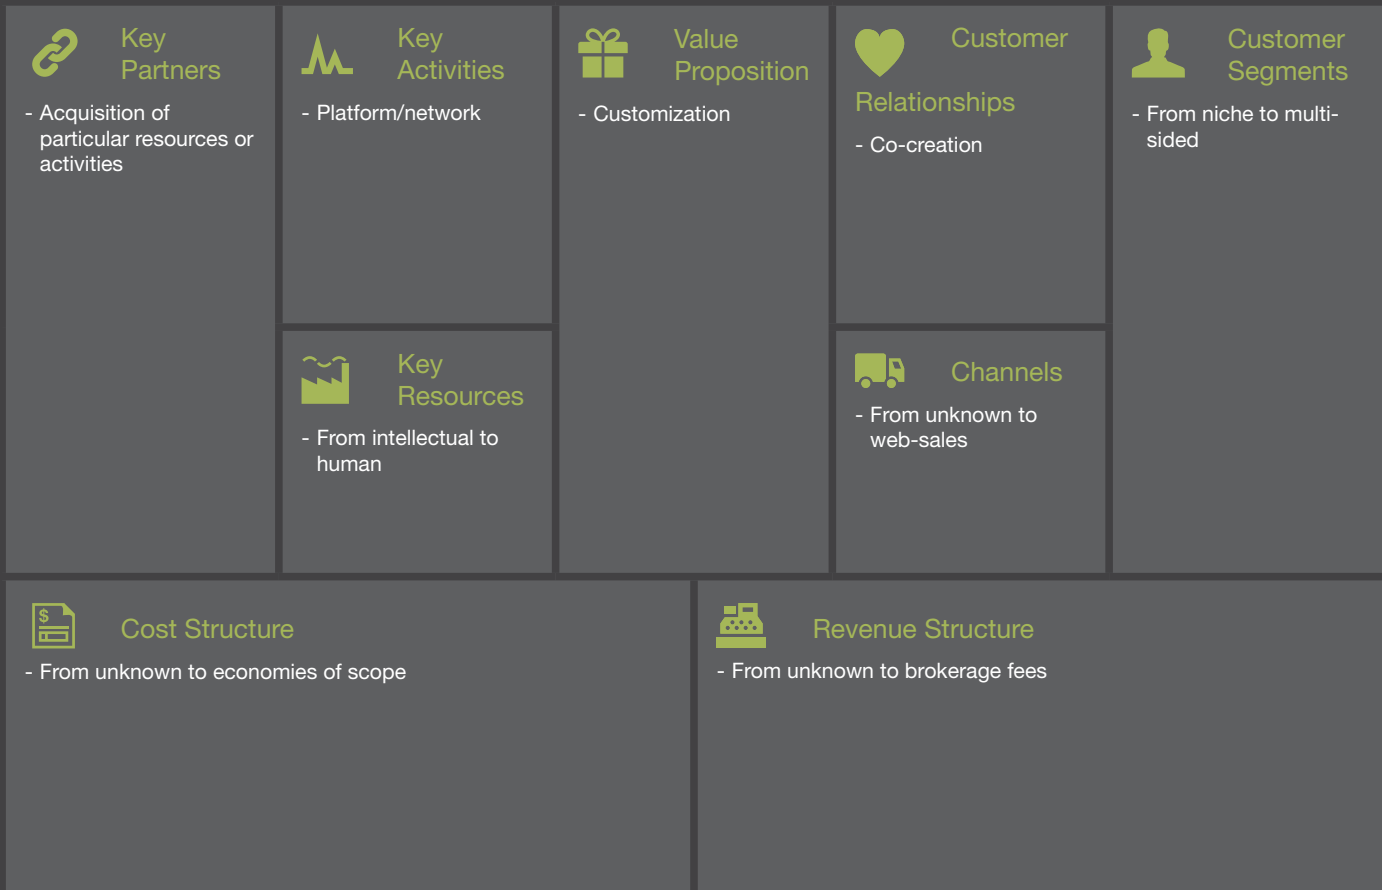 Key
Partners
- Acquisition of
particular resources or
activities
Key
Activities
- Platform/network
Key
Resources
- From intellectual to
human
Value
Proposition
- Customization
Customer
Relationships
- Co-creation
Channels
- From unknown to
web-sales
Customer
Segments
- From niche to multi-
sided
$
Cost Structure
- From unknown to economies of scope
Revenue Structure
- From unknown to brokerage fees